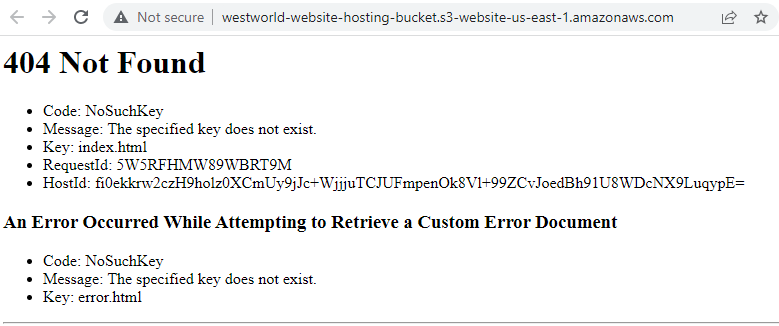 Not secure | westworld-website-hosting-bucket.s3-website-us-east-1.amazonaws.com
404 Not Found
• Code: NoSuchKey
• Message: The specified key does not exist.
• Key: index.html
• RequestId: 5W5RFHMW89WBRT9M
• HostId: fi0ekkrw2czH9holz0XCmUy9jJc+WjjjuTCJUFmpenOk8Vl+99ZCvJoedBh91U8WDcNX9LuqypE=
An Error Occurred While Attempting to Retrieve a Custom Error Document
• Code: NoSuchKey
• Message: The specified key does not exist.
• Key: error.html